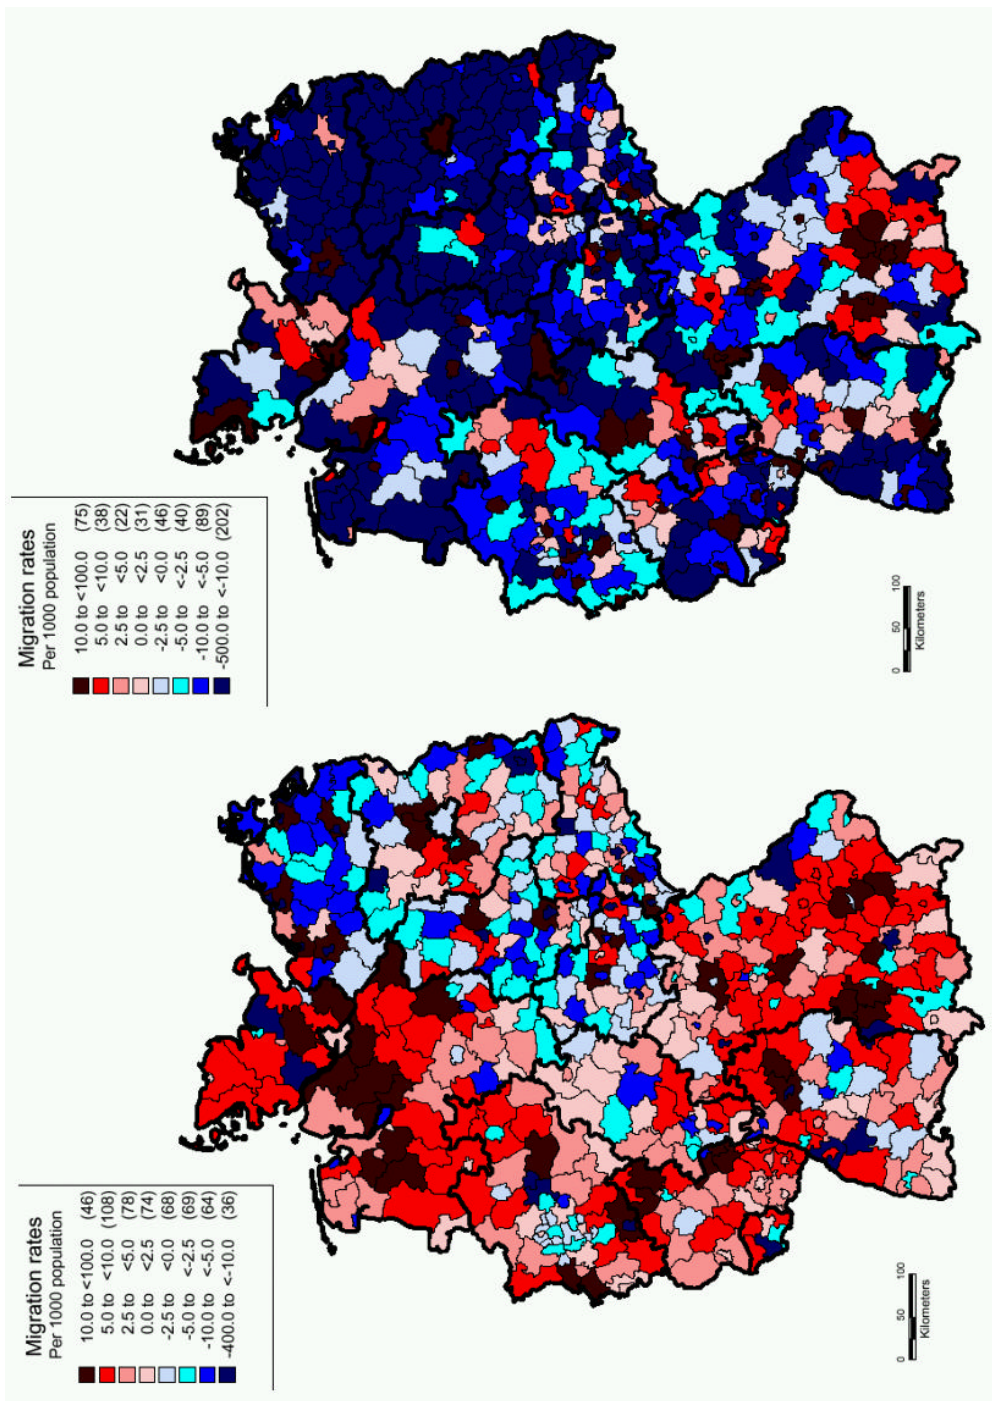 Migration rates
Per 1000 population
10.0 to <100.0 (46)
5.0 to <10.0 (108)
2.5 to <5.0 (78)
0.0 to <2.5 (74)
-2.5 to <0.0 (68)
-5.0 to <-2.5 (69)
-10.0 to <-5.0 (64)
-400.0 to <-10.0 (36)
0 50 100
Kilometers
Migration rates
Per 1000 population
10.0 to <100.0 (75)
5.0 to <10.0 (38)
2.5 to <5.0 (22)
0.0 to <2.5 (31)
-2.5 to <0.0 (46)
-5.0 to <-2.5 (40)
-10.0 to <-5.0 (89)
-500.0 to <-10.0 (202)
0 50 100
Kilometers